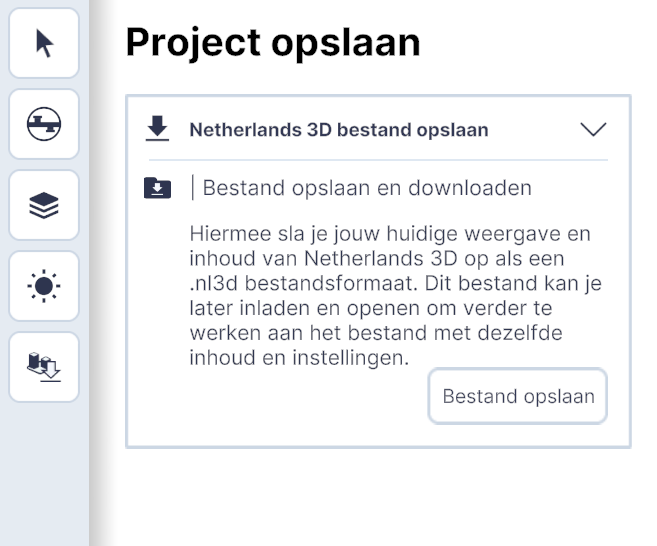 Project opslaan
Netherlands 3D bestand opslaan
| Bestand opslaan en downloaden
Hiermee sla je jouw huidige weergave en
inhoud van Netherlands 3D op als een
.nl3d bestandsformaat. Dit bestand kan je
later inladen en openen om verder te
werken aan het bestand met dezelfde
inhoud en instellingen.
Bestand opslaan